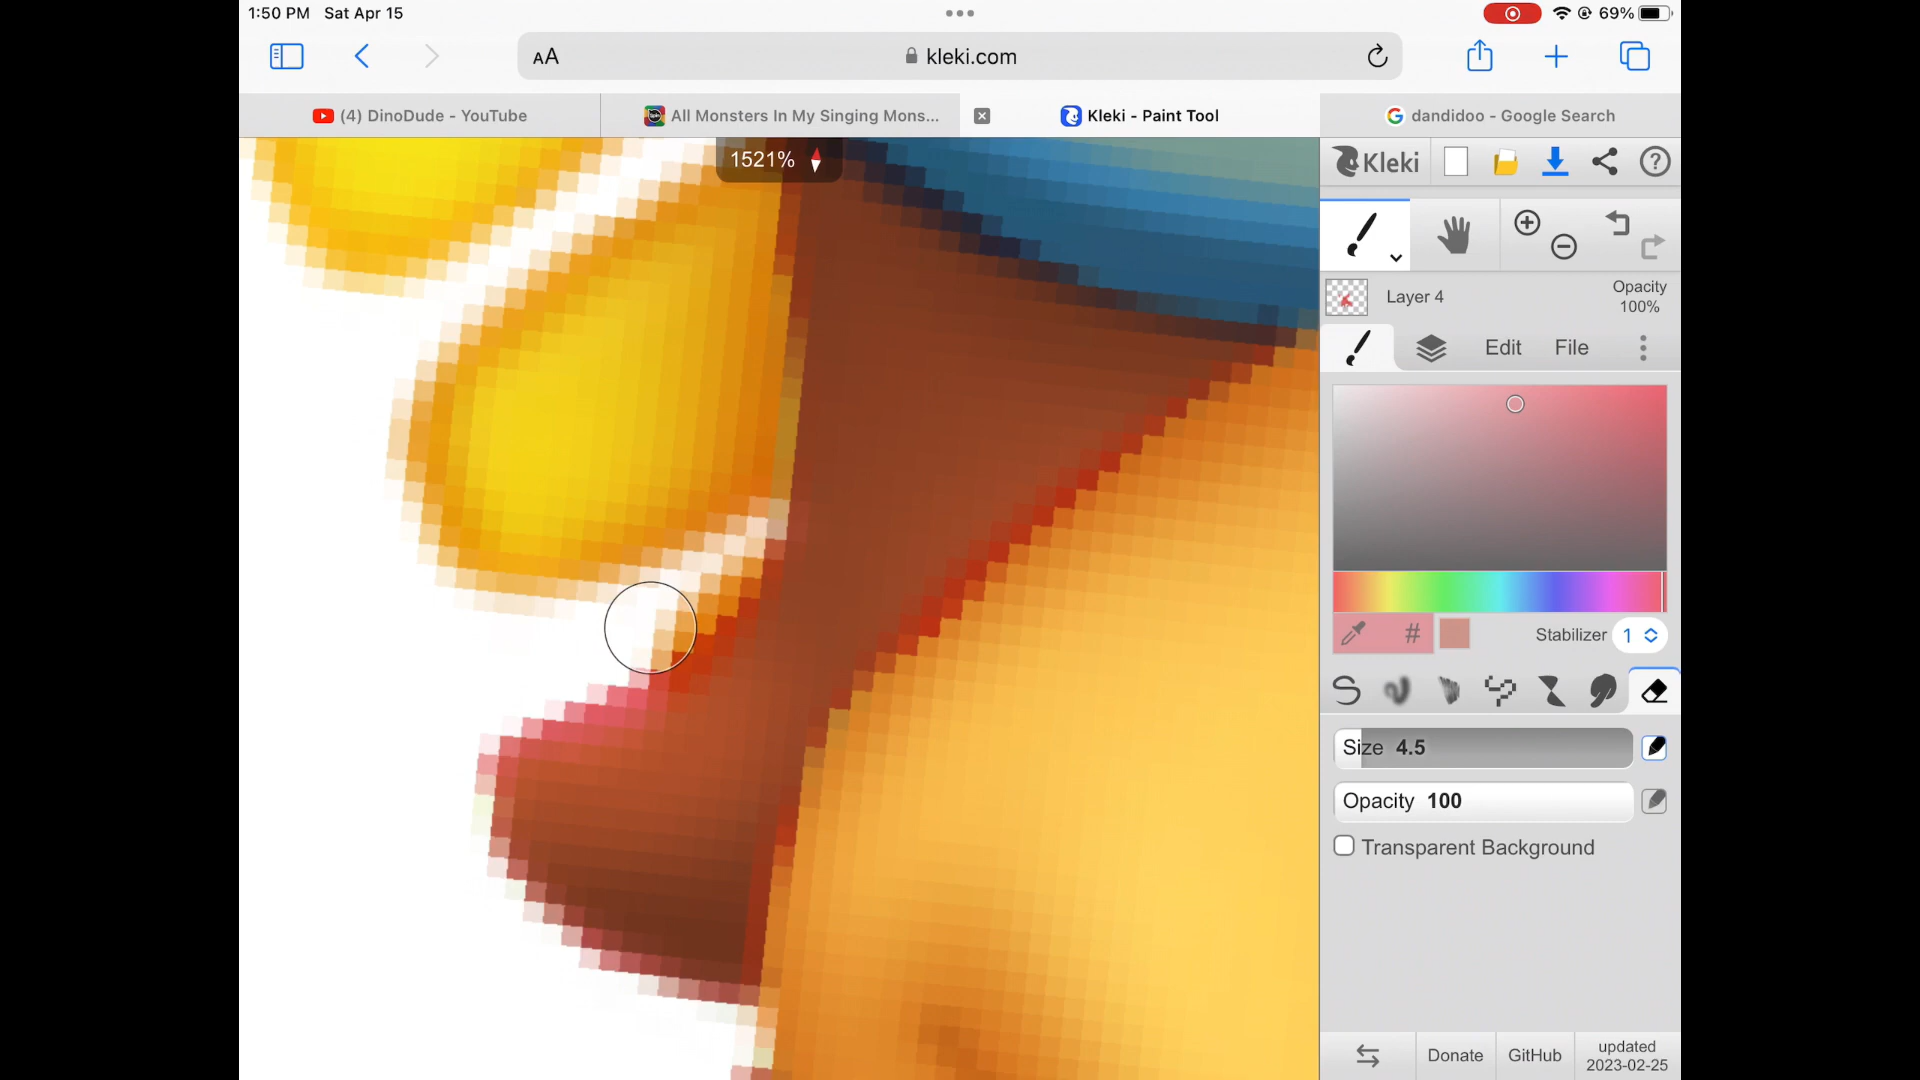 1:50 PM Sat Apr 15
69%
AA
kleki.com
(4) DinoDude - YouTube
All Monsters In My Singing Mons...
Kleki - Paint Tool
dandidoo - Google Search
1521%
Kleki
Layer 4
Opacity
100%
Edit File
#
Stabilizer 1
Size 4.5
Opacity 100
Transparent Background
Donate
GitHub
updated
2023-02-25